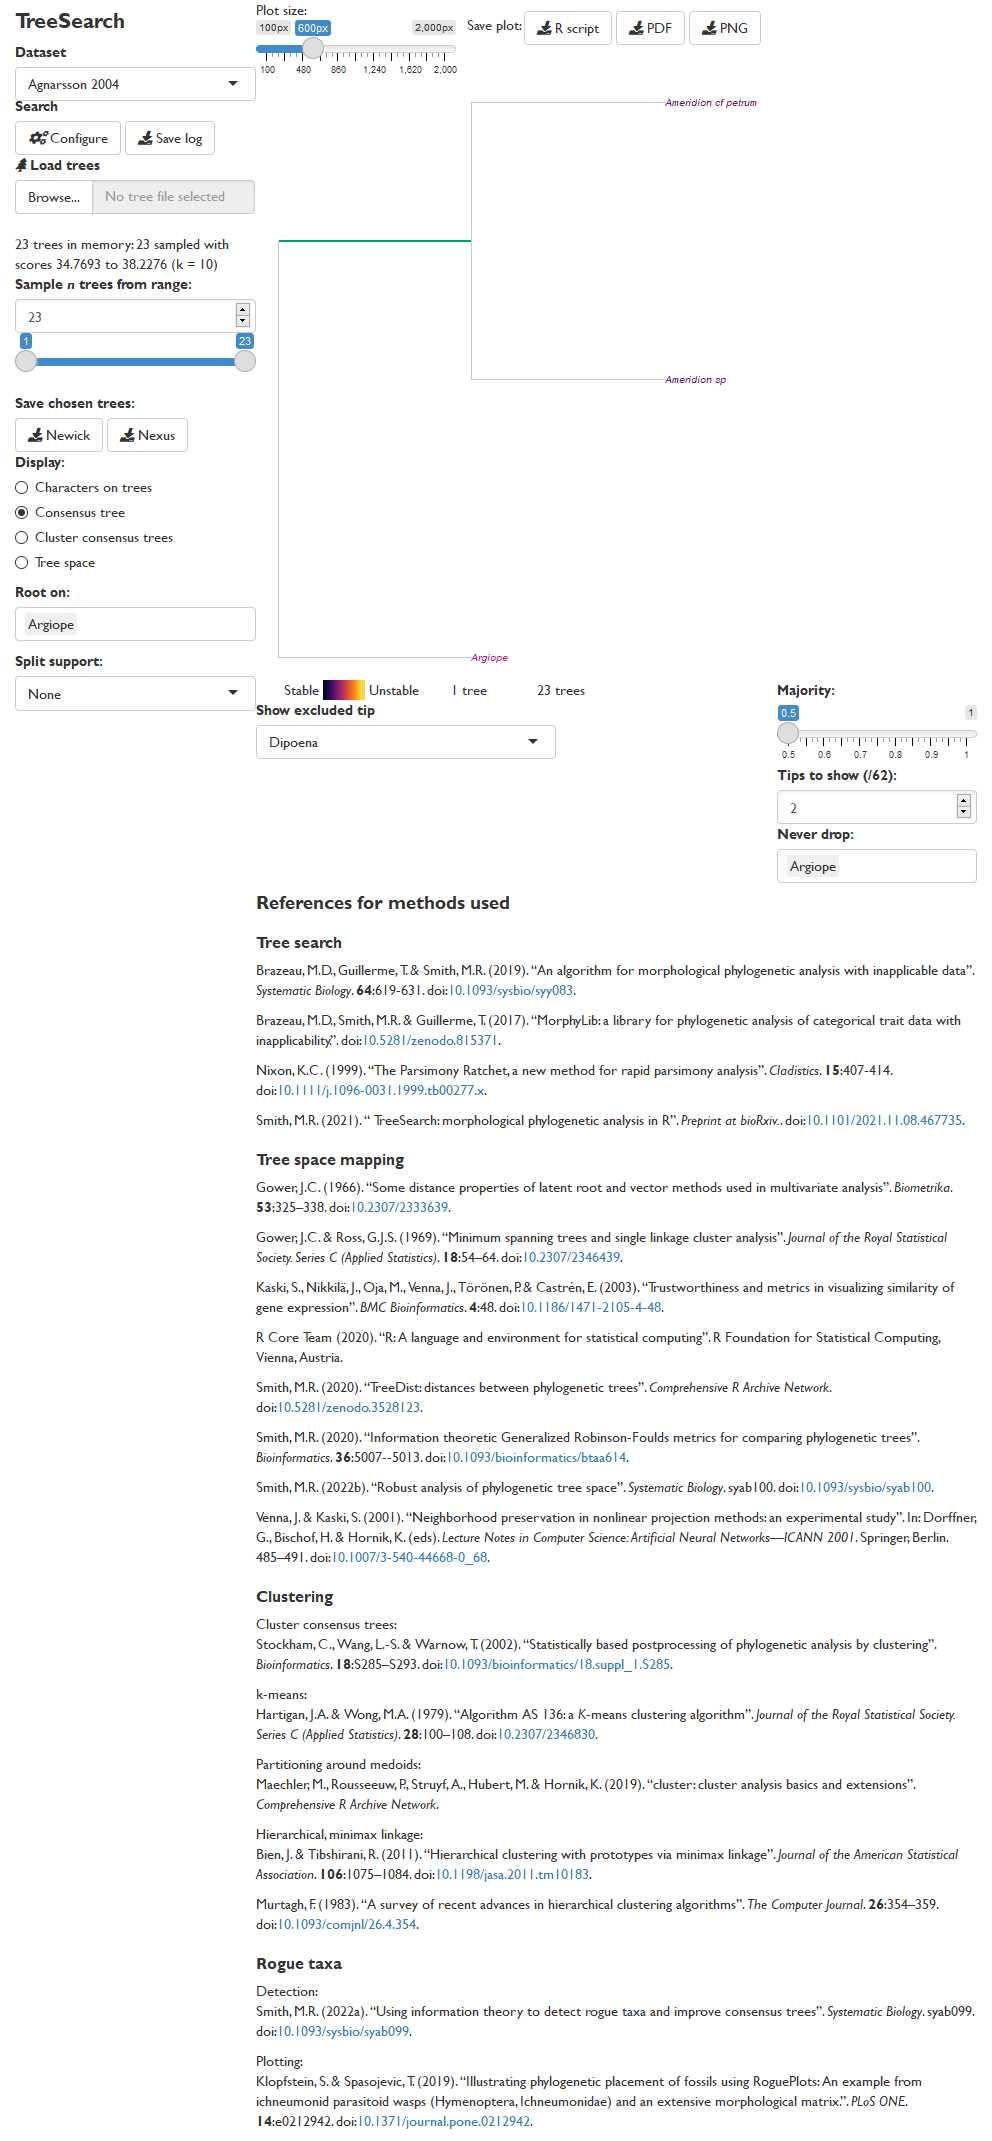 TreeSearch
Dataset
Agnarsson 2004
Search
Configure
Save log
Load trees
Browse...
No tree file selected
23 trees in memory: 23 sampled with
scores 34.7693 to 38.2276 (k = 10)
Sample n trees from range:
23
1
23
Save chosen trees:
Newick
Nexus
Display:
Characters on trees
Consensus tree
Cluster consensus trees
Tree space
Root on:
Argiope
Split support:
None
Plot size:
100px
600px
2,000px
100 480 860 1,240 1,620 2,000
Save plot:
R script
PDF
PNG
Ameridion cf petrum
Ameridion sp
Argiope
Stable
Unstable
1 tree
23 trees
Show excluded tip
Dipoena
Majority:
0.5
1
0.5 0.6 0.7 0.8 0.9 1
Tips to show (/62):
2
Never drop:
Argiope
References for methods used
Tree search
Brazeau, M.D., Guillerme, T. & Smith, M.R. (2019). “An algorithm for morphological phylogenetic analysis with inapplicable data”.
Systematic Biology. 64:619-631. doi:10.1093/sysbio/syy083.
Brazeau, M.D., Smith, M.R. & Guillerme, T. (2017). “MorphyLib: a library for phylogenetic analysis of categorical trait data with
inapplicability.”. doi:10.5281/zenodo.815371.
Nixon, K.C. (1999). “The Parsimony Ratchet, a new method for rapid parsimony analysis”. Cladistics. 15:407-414.
doi:10.1111/j.1096-0031.1999.tb00277.x.
Smith, M.R. (2021). “ TreeSearch: morphological phylogenetic analysis in R”. Preprint at bioRxiv.. doi:10.1101/2021.11.08.467735.
Tree space mapping
Gower, J.C. (1966). “Some distance properties of latent root and vector methods used in multivariate analysis”. Biometrika.
53:325–338. doi:10.2307/2333639.
Gower, J.C. & Ross, G.J.S. (1969). “Minimum spanning trees and single linkage cluster analysis”. Journal of the Royal Statistical
Society. Series C (Applied Statistics). 18:54–64. doi:10.2307/2346439.
Kaski, S., Nikkilä, J., Oja, M., Venna, J., Törönen, P. & Castrén, E. (2003). “Trustworthiness and metrics in visualizing similarity of
gene expression”. BMC Bioinformatics. 4:48. doi:10.1186/1471-2105-4-48.
R Core Team (2020). “R: A language and environment for statistical computing”. R Foundation for Statistical Computing,
Vienna, Austria.
Smith, M.R. (2020). “TreeDist: distances between phylogenetic trees”. Comprehensive R Archive Network.
doi:10.5281/zenodo.3528123.
Smith, M.R. (2020). “Information theoretic Generalized Robinson-Foulds metrics for comparing phylogenetic trees”.
Bioinformatics. 36:5007--5013. doi:10.1093/bioinformatics/btaa614.
Smith, M.R. (2022b). “Robust analysis of phylogenetic tree space”. Systematic Biology. syab100. doi:10.1093/sysbio/syab100.
Venna, J. & Kaski, S. (2001). “Neighborhood preservation in nonlinear projection methods: an experimental study”. In: Dorffner,
G., Bischof, H. & Hornik, K. (eds). Lecture Notes in Computer Science: Artificial Neural Networks—ICANN 2001. Springer, Berlin.
485–491. doi:10.1007/3-540-44668-0_68.
Clustering
Cluster consensus trees:
Stockham, C., Wang, L.-S. & Warnow, T. (2002). “Statistically based postprocessing of phylogenetic analysis by clustering”.
Bioinformatics. 18:S285–S293. doi:10.1093/bioinformatics/18.suppl_1.S285.
k-means:
Hartigan, J.A. & Wong, M.A. (1979). “Algorithm AS 136: a K-means clustering algorithm”. Journal of the Royal Statistical Society.
Series C (Applied Statistics). 28:100–108. doi:10.2307/2346830.
Partitioning around medoids:
Maechler, M., Rousseeuw, P., Struyf, A., Hubert, M. & Hornik, K. (2019). “cluster: cluster analysis basics and extensions”.
Comprehensive R Archive Network.
Hierarchical, minimax linkage:
Bien, J. & Tibshirani, R. (2011). “Hierarchical clustering with prototypes via minimax linkage”. Journal of the American Statistical
Association. 106:1075–1084. doi:10.1198/jasa.2011.tm10183.
Murtagh, F. (1983). “A survey of recent advances in hierarchical clustering algorithms”. The Computer Journal. 26:354–359.
doi:10.1093/comjnl/26.4.354.
Rogue taxa
Detection:
Smith, M.R. (2022a). “Using information theory to detect rogue taxa and improve consensus trees”. Systematic Biology. syab099.
doi:10.1093/sysbio/syab099.
Plotting:
Klopfstein, S. & Spasojevic, T. (2019). “Illustrating phylogenetic placement of fossils using RoguePlots: An example from
ichneumonid parasitoid wasps (Hymenoptera, Ichneumonidae) and an extensive morphological matrix.”. PLoS ONE.
14:e0212942. doi:10.1371/journal.pone.0212942.